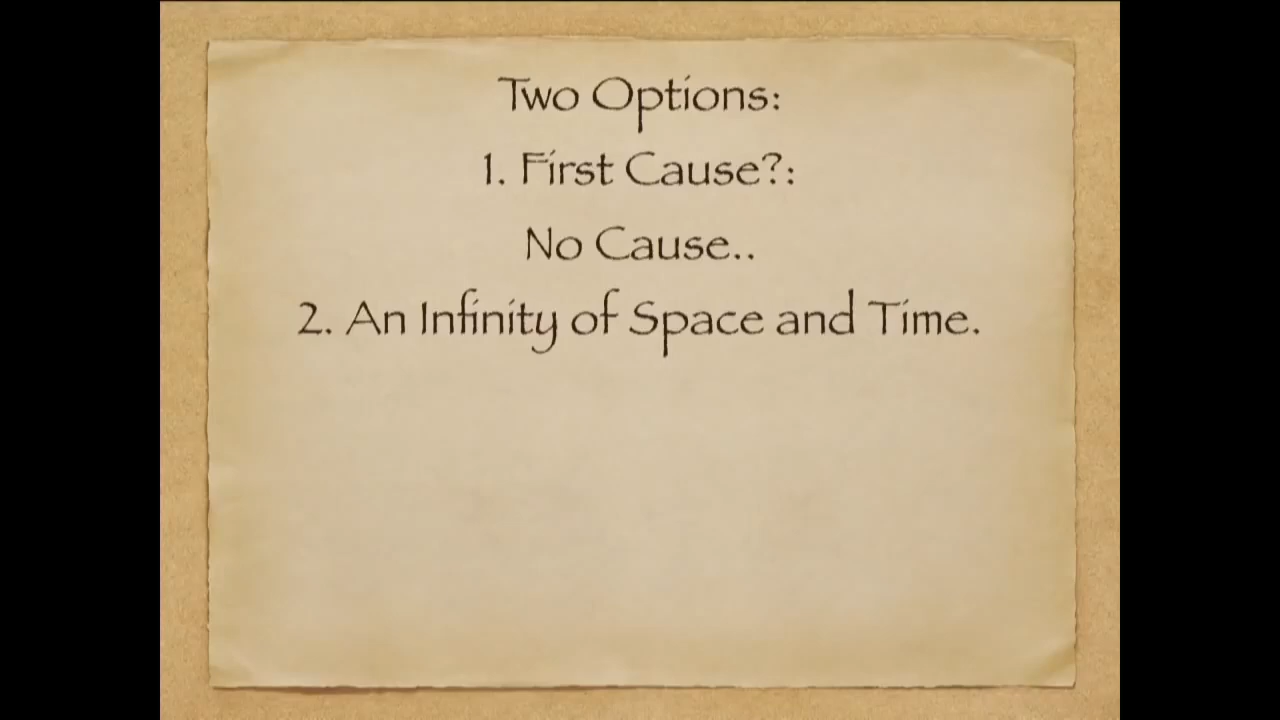 Two Options:
1. First Cause?:
No Cause..
2. An Infinity of Space and Time.